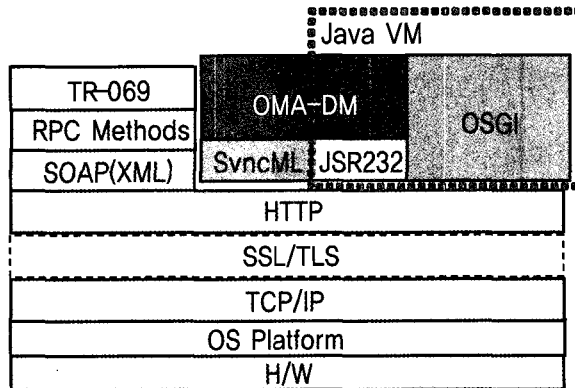 Java VM
TR-069
OMA-DM
OSGI
RPC Methods
SOAP(XML)
SyncML
JSR232
HTTP
SSL/TLS
TCP/IP
OS Platform
H/W